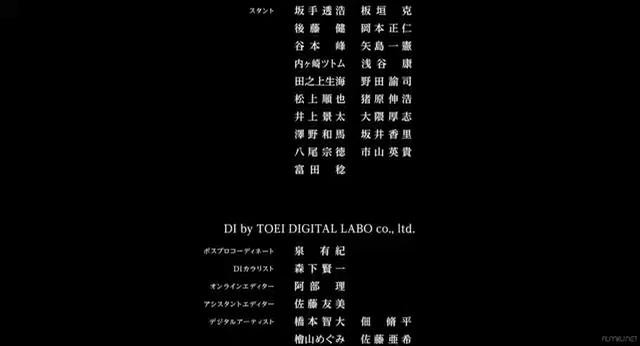 スタント 坂手透浩 板垣 克
後藤 健 岡本正仁
谷本 峰 矢島一憲
内ヶ崎ツトム 浅谷 康
田之上生海 野田諭司
松上順也 猪原伸浩
井上景太 大隈厚志
澤野和馬 坂井香里
八尾宗徳 市山英貴
富田 稔
DI by TOEI DIGITAL LABO co., ltd.
ポスプロコーディネート 泉 有紀
DIカラリスト 森下賢一
オンラインエディター 阿部 理
アシスタントエディター 佐藤友美
デジタルアーティスト 橋本智大 佃 脩平
檜山めぐみ 佐藤亜希
FILMIKU.NET